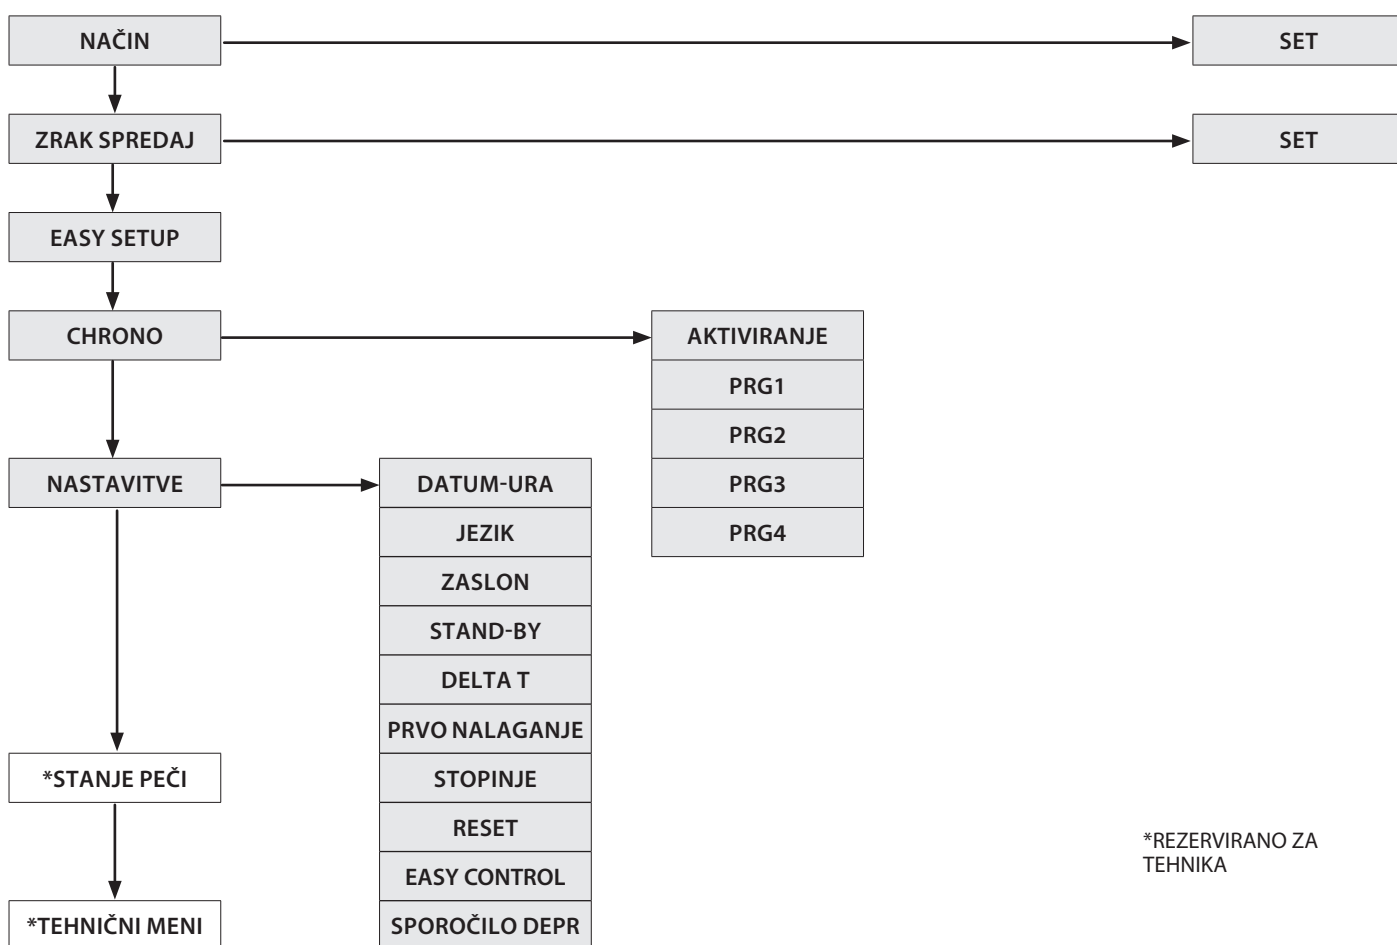 NAČIN
SET
ZRAK SPREDAJ
SET
EASY SETUP
CHRONO
AKTIVIRANJE
PRG1
PRG2
PRG3
PRG4
NASTAVITVE
DATUM-URA
JEZIK
ZASLON
STAND-BY
DELTA T
PRVO NALAGANJE
STOPINJE
RESET
EASY CONTROL
SPOROČILO DEPR
*STANJE PEČI
*TEHNIČNI MENI
*REZERVIRANO ZA
TEHNIKA